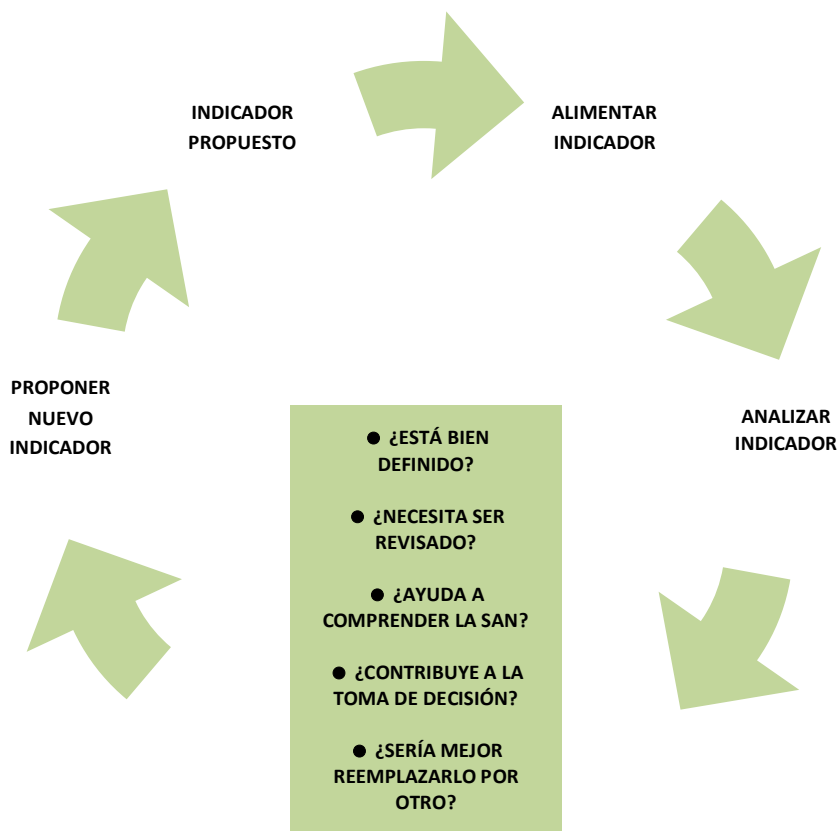 INDICADOR
PROPUESTO
ALIMENTAR
INDICADOR
PROPONER
NUEVO
INDICADOR
ANALIZAR
INDICADOR
● ¿ESTÁ BIEN
DEFINIDO?
● ¿NECESITA SER
REVISADO?
● ¿AYUDA A
COMPRENDER LA SAN?
● ¿CONTRIBUYE A LA
TOMA DE DECISIÓN?
● ¿SERÍA MEJOR
REEMPLAZARLO POR
OTRO?